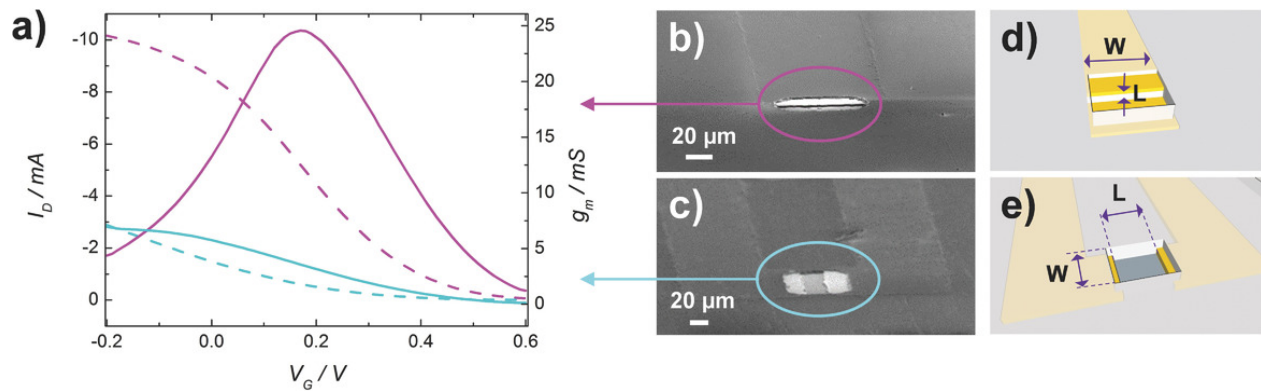 a)
-10
-8
-6
-4
-2
0
I_D / mA
25
20
15
10
5
0
g_m / mS
-0.2 0.0 0.2 0.4 0.6
V_G / V
b)
20 µm
c)
20 µm
d)
W
L
e)
L
W